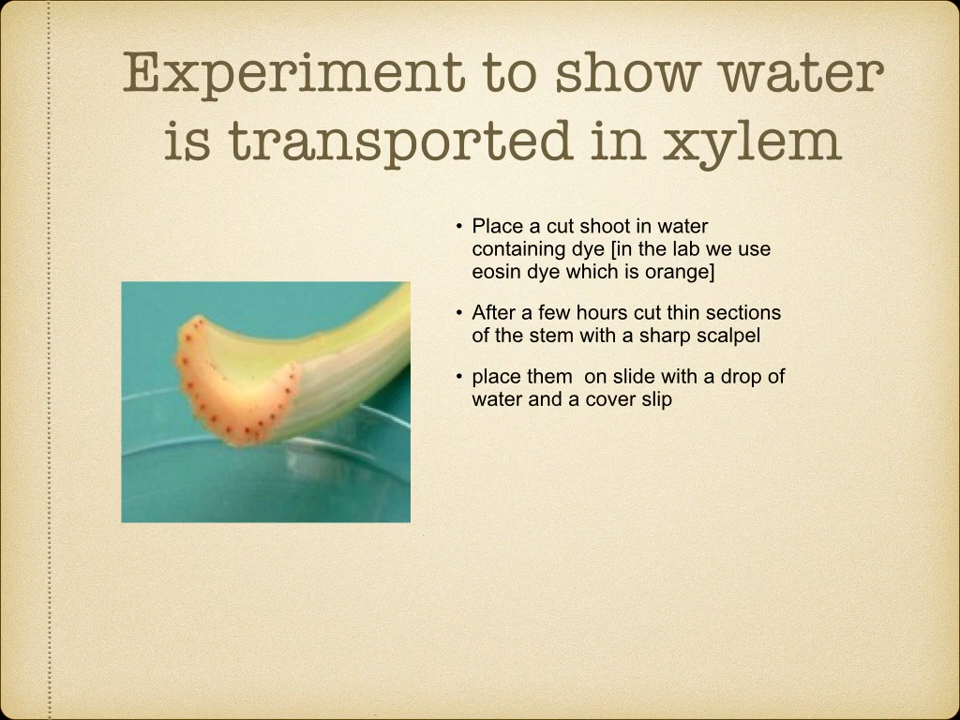 Experiment to show water
is transported in xylem
• Place a cut shoot in water
containing dye [in the lab we use
eosin dye which is orange]
• After a few hours cut thin sections
of the stem with a sharp scalpel
• place them  on slide with a drop of
water and a cover slip